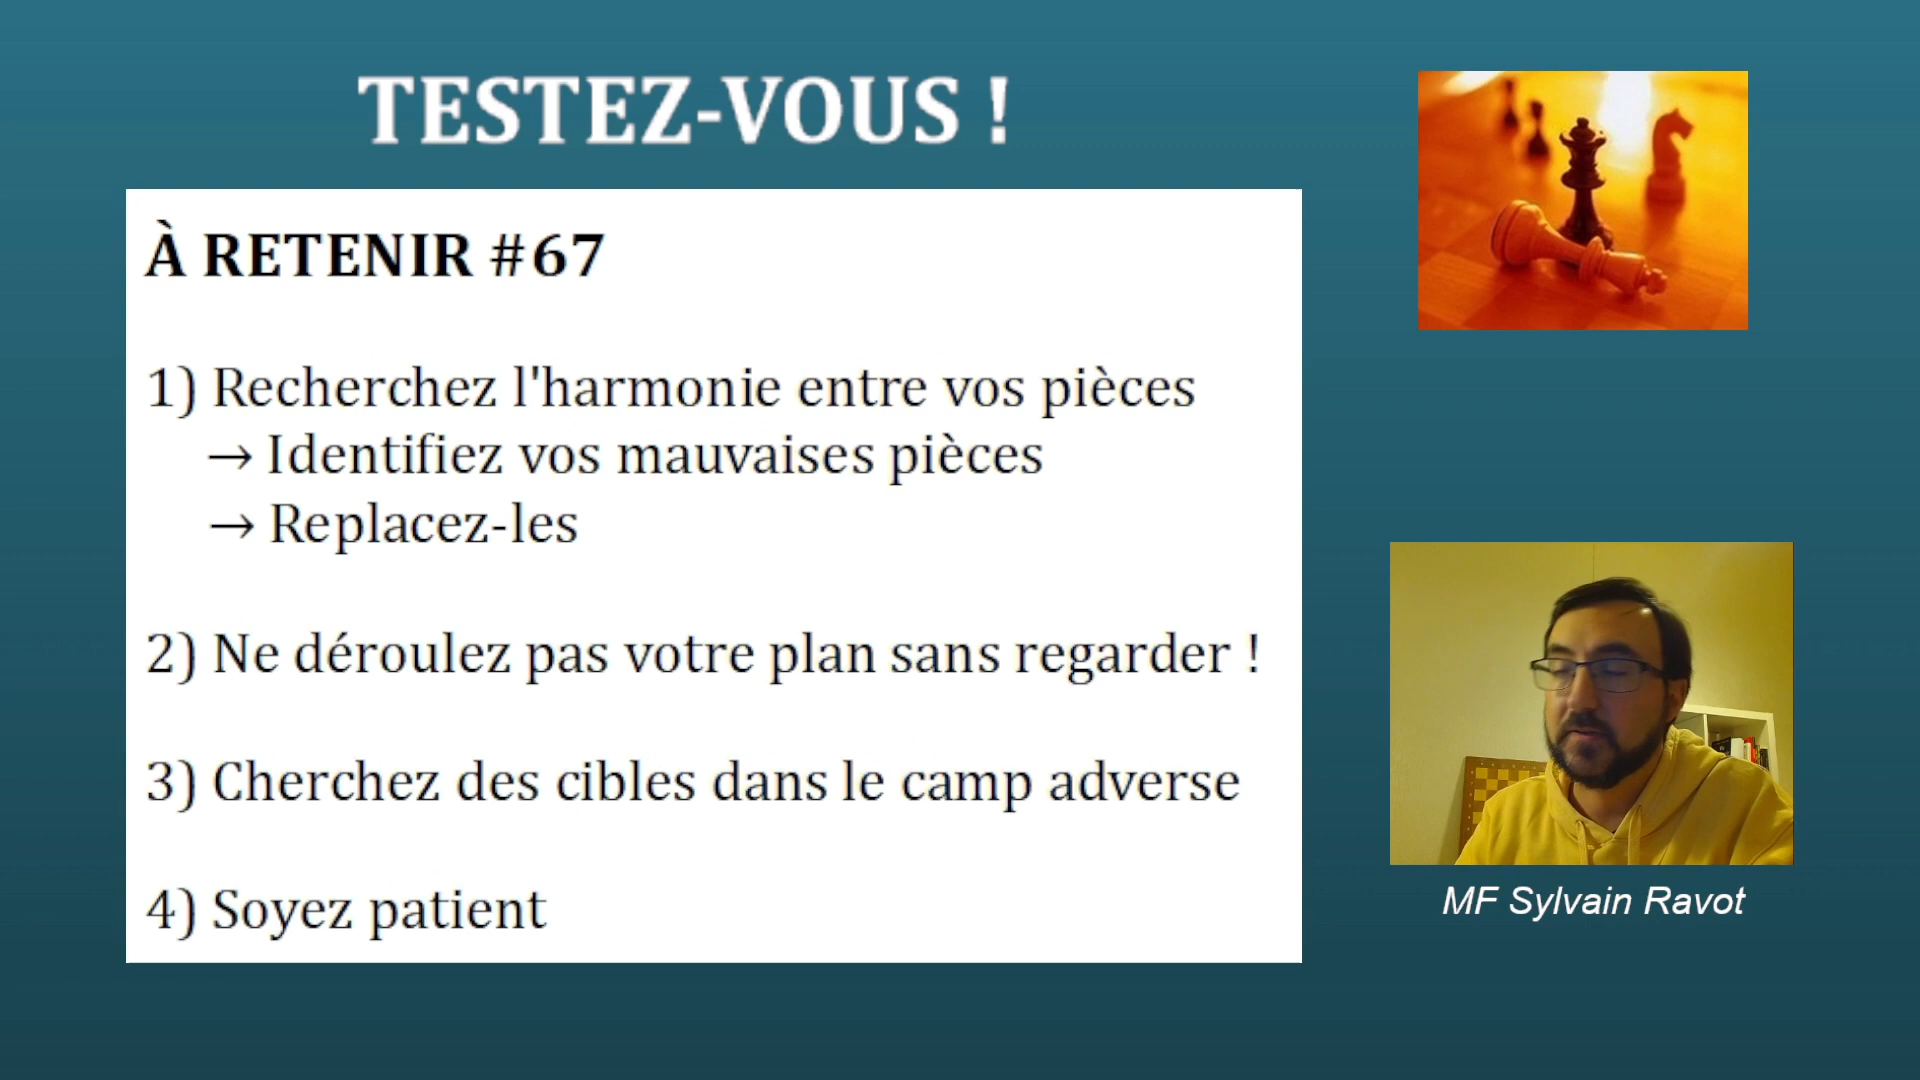 TESTEZ-VOUS !
À RETENIR #67
1) Recherchez l'harmonie entre vos pièces
→ Identifiez vos mauvaises pièces
→ Replacez-les
2) Ne déroulez pas votre plan sans regarder !
3) Cherchez des cibles dans le camp adverse
4) Soyez patient
MF Sylvain Ravot